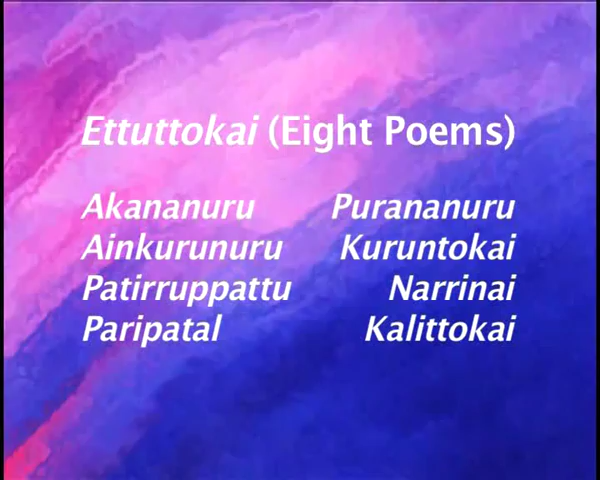 Ettuttokai (Eight Poems)
Akananuru Purananuru
Ainkurunuru Kuruntokai
Patirruppattu Narrinai
Paripatal Kalittokai